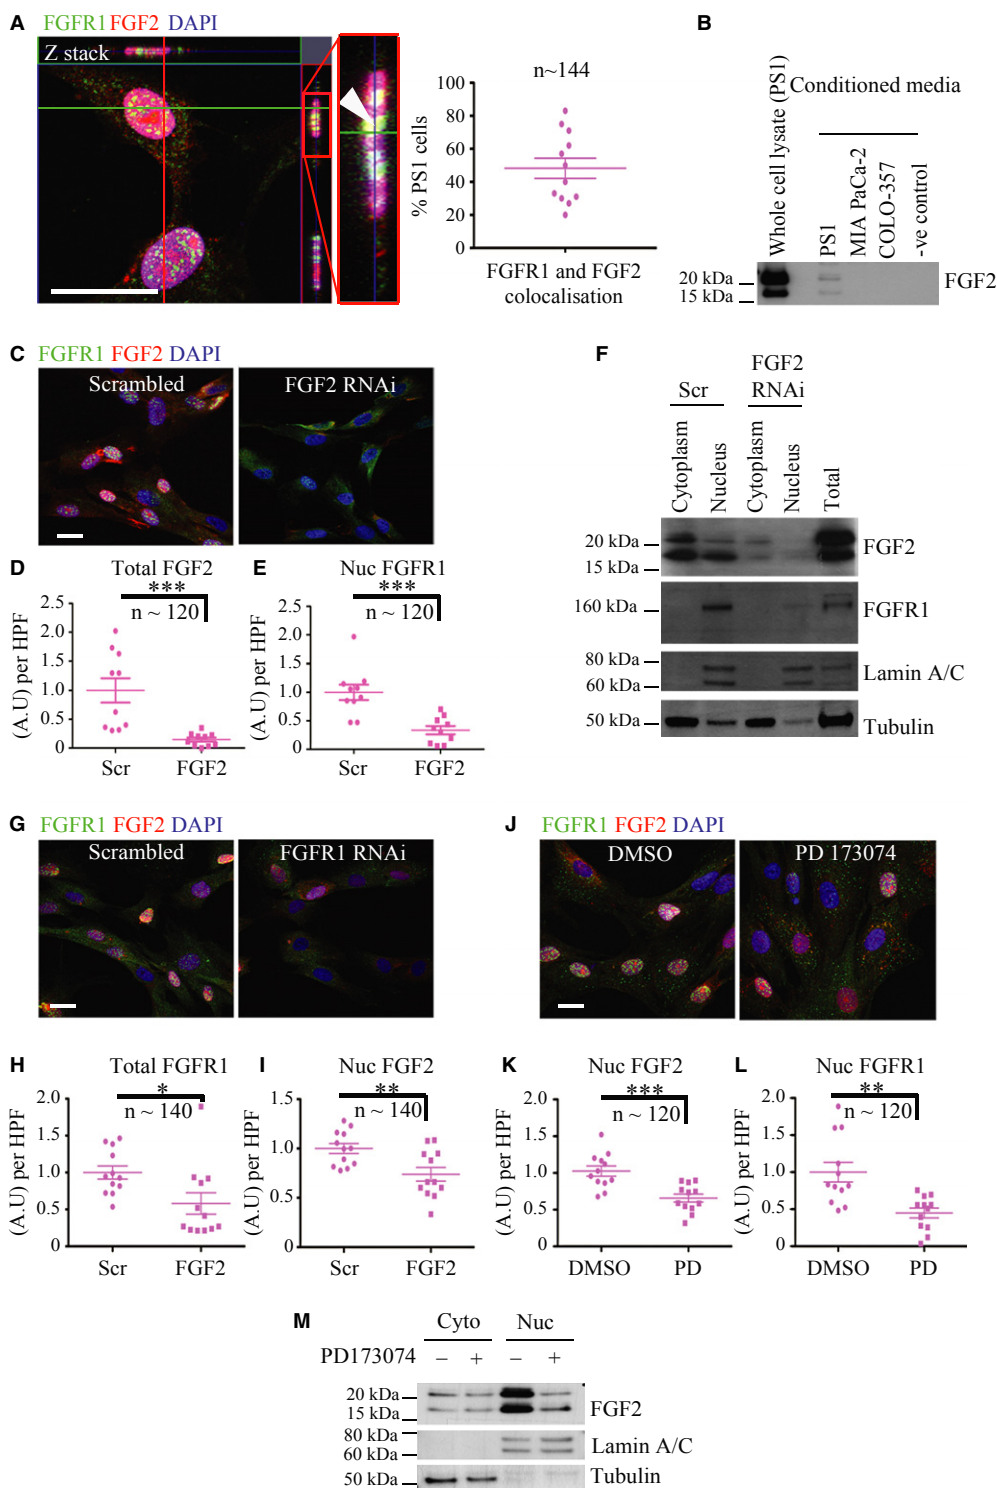 A
FGFR1 FGF2 DAPI
Z stack
n~144
% PS1 cells
100
80
60
40
20
0
FGFR1 and FGF2
colocalisation
B
Conditioned media
Whole cell lysate (PS1)
PS1
MIA PaCa-2
COLO-357
-ve control
20 kDa
15 kDa
FGF2
C
FGFR1 FGF2 DAPI
Scrambled
FGF2 RNAi
D
Total FGF2
***
n ~ 120
(A.U) per HPF
2.5
2.0
1.5
1.0
0.5
0
Scr
FGF2
E
Nuc FGFR1
***
n ~ 120
(A.U) per HPF
2.5
2.0
1.5
1.0
0.5
0
Scr
FGF2
F
Scr
FGF2
RNAi
Cytoplasm
Nucleus
Cytoplasm
Nucleus
Total
20 kDa
15 kDa
FGF2
160 kDa
FGFR1
80 kDa
60 kDa
Lamin A/C
50 kDa
Tubulin
G
FGFR1 FGF2 DAPI
Scrambled
FGFR1 RNAi
J
FGFR1 FGF2 DAPI
DMSO
PD 173074
H
Total FGFR1
*
n ~ 140
(A.U) per HPF
2.0
1.5
1.0
0.5
0
Scr
FGF2
I
Nuc FGF2
**
n ~ 140
1.5
1.0
0.5
0
Scr
FGF2
K
Nuc FGF2
***
n ~ 120
(A.U) per HPF
2.0
1.5
1.0
0.5
0
DMSO
PD
L
Nuc FGFR1
**
n ~ 120
(A.U) per HPF
2.0
1.5
1.0
0.5
0
DMSO
PD
M
Cyto
Nuc
PD173074 – + – +
20 kDa
15 kDa
FGF2
80 kDa
60 kDa
Lamin A/C
50 kDa
Tubulin